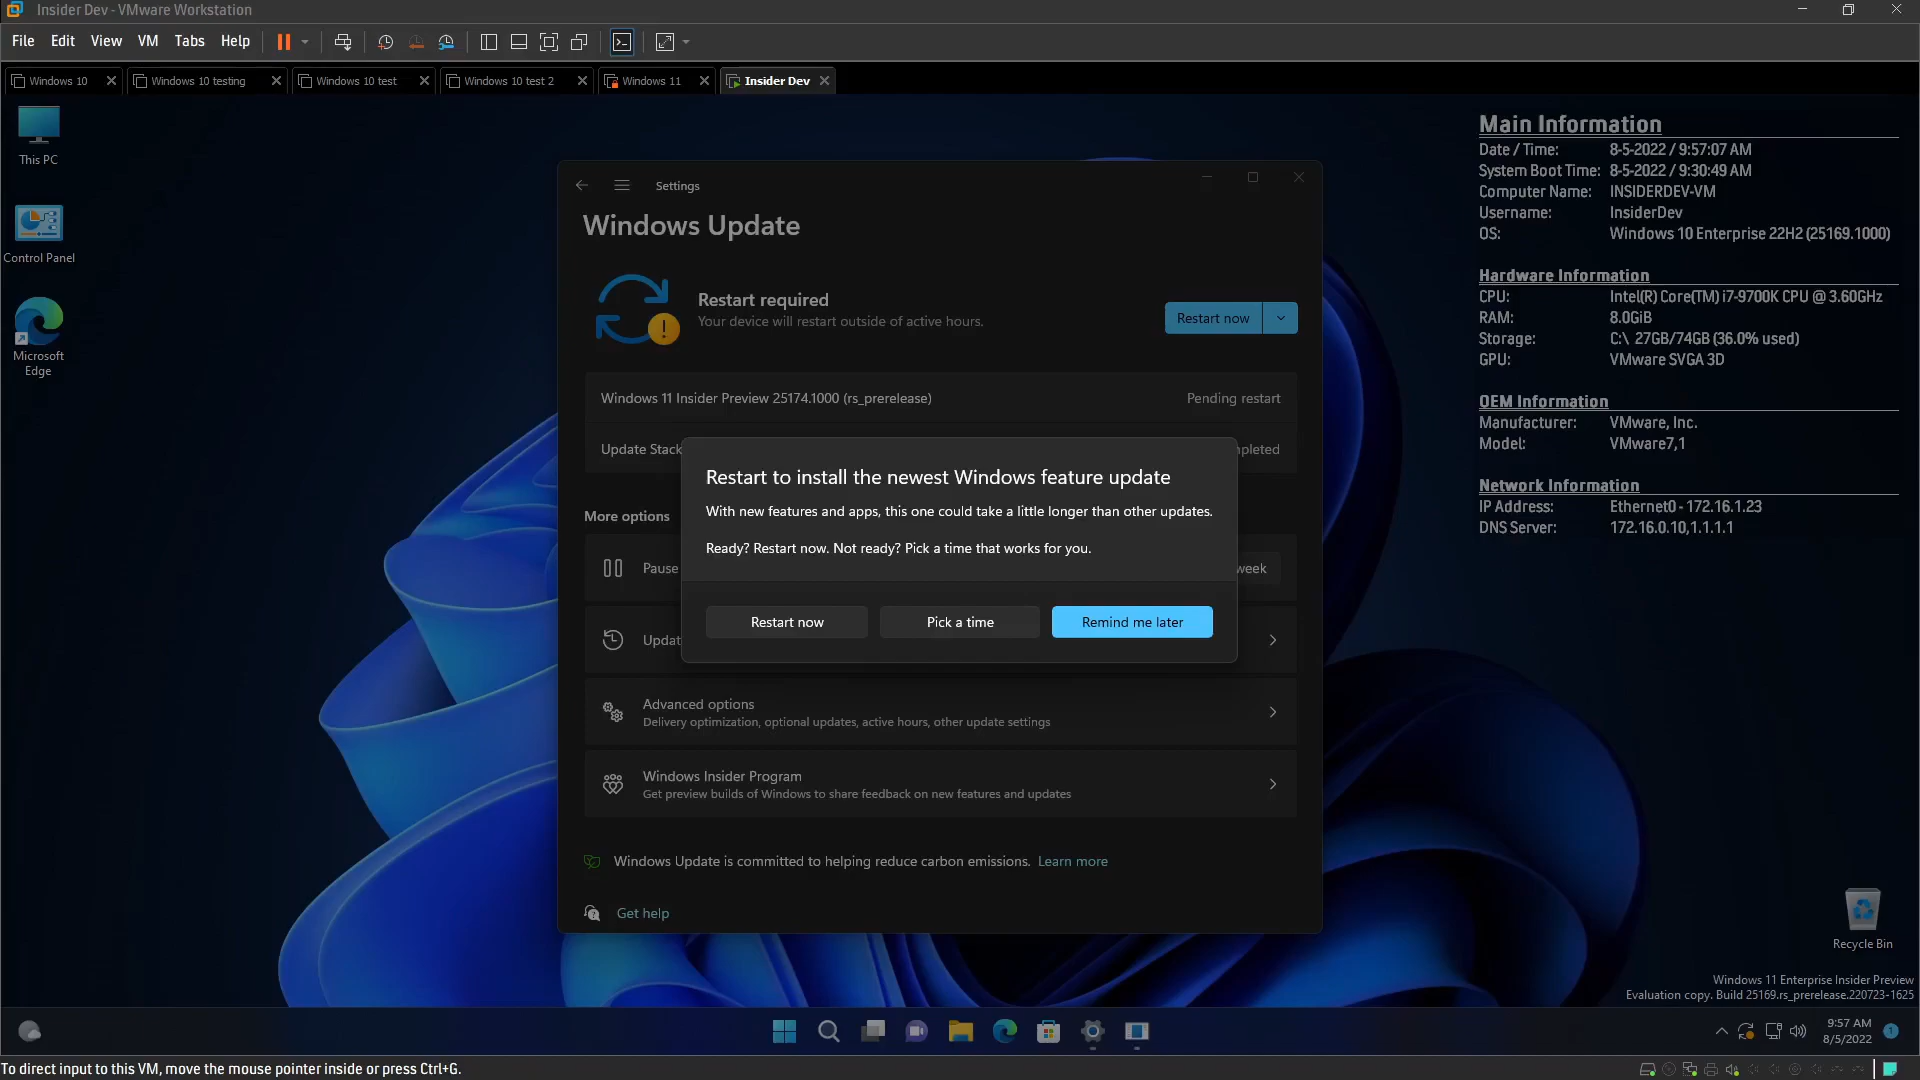 Insider Dev - VMware Workstation
File Edit View VM Tabs Help
Windows 10 Windows 10 testing Windows 10 test Windows 10 test 2 Windows 11 Insider Dev
This PC
Control Panel
Microsoft
Edge
Settings
Windows Update
Restart required
Your device will restart outside of active hours.
Restart now
Windows 11 Insider Preview 25174.1000 (rs_prerelease) Pending restart
Update Stack mpleted
More options
Pause week
Updat
Restart to install the newest Windows feature update
With new features and apps, this one could take a little longer than other updates.
Ready? Restart now. Not ready? Pick a time that works for you.
Restart now Pick a time Remind me later
Advanced options
Delivery optimization, optional updates, active hours, other update settings
Windows Insider Program
Get preview builds of Windows to share feedback on new features and updates
Windows Update is committed to helping reduce carbon emissions. Learn more
Get help
Main Information
Date / Time: 8-5-2022 / 9:57:07 AM
System Boot Time: 8-5-2022 / 9:30:49 AM
Computer Name: INSIDERDEV-VM
Username: InsiderDev
OS: Windows 10 Enterprise 22H2 (25169.1000)
Hardware Information
CPU: Intel(R) Core(TM) i7-9700K CPU @ 3.60GHz
RAM: 8.0GiB
Storage: C:\ 27GB/74GB (36.0% used)
GPU: VMware SVGA 3D
OEM Information
Manufacturer: VMware, Inc.
Model: VMware7,1
Network Information
IP Address: Ethernet0 - 172.16.1.23
DNS Server: 172.16.0.10,1.1.1.1
Recycle Bin
Windows 11 Enterprise Insider Preview
Evaluation copy. Build 25169.rs_prerelease.220723-1625
9:57 AM
8/5/2022
1
To direct input to this VM, move the mouse pointer inside or press Ctrl+G.